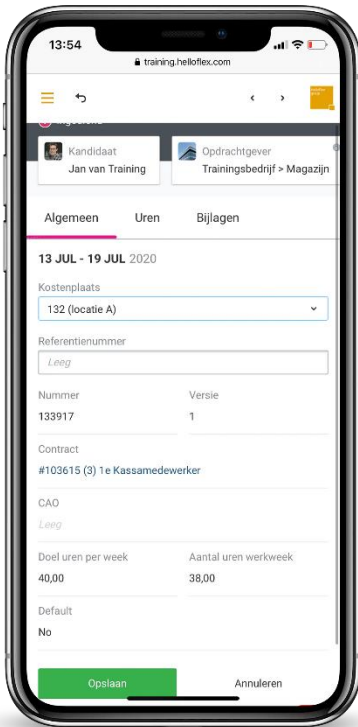 13:54
training.helloflex.com
Kandidaat
Jan van Training
Opdrachtgever
Trainingsbedrijf > Magazijn
Algemeen Uren Bijlagen
13 JUL - 19 JUL 2020
Kostenplaats
132 (locatie A)
Referentienummer
Leeg
Nummer Versie
133917 1
Contract
#103615 (3) 1e Kassamedewerker
CAO
Leeg
Doel uren per week Aantal uren werkweek
40,00 38,00
Default
No
Opslaan Annuleren